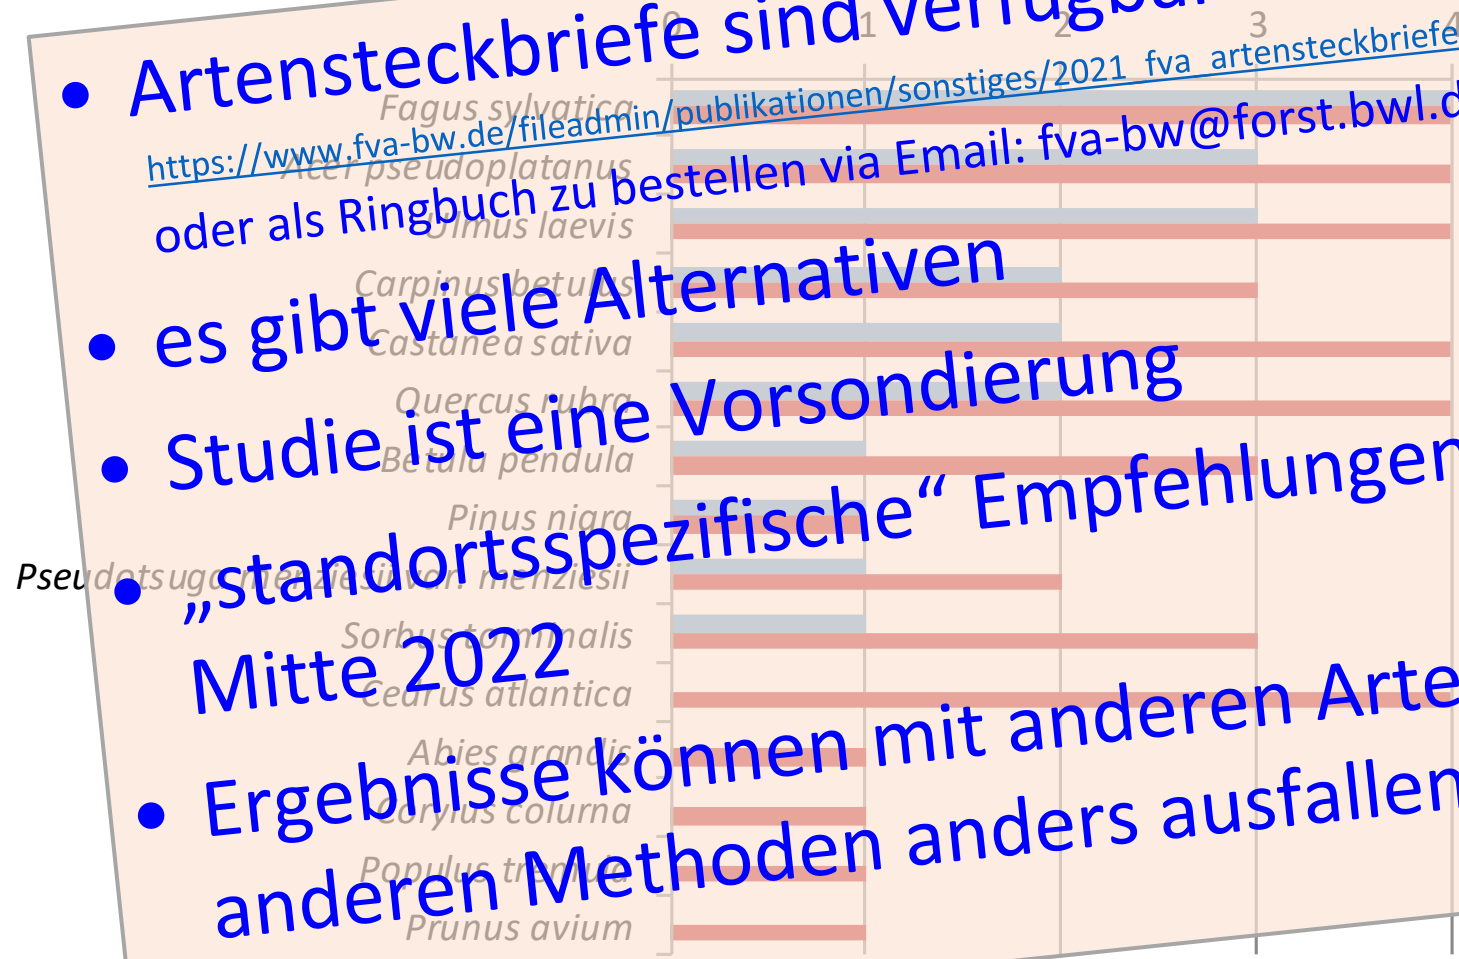 0 1 2 3 4
• Artensteckbriefe sind verfügbar
https://www.fva-bw.de/fileadmin/publikationen/sonstiges/2021_fva_artensteckbriefe
oder als Ringbuch zu bestellen via Email: fva-bw@forst.bwl.d
• es gibt viele Alternativen
• Studie ist eine Vorsondierung
• „standortsspezifische“ Empfehlungen
Mitte 2022
• Ergebnisse können mit anderen Arte
anderen Methoden anders ausfallen
Fagus sylvatica
Acer pseudoplatanus
Ulmus laevis
Carpinus betulus
Castanea sativa
Quercus rubra
Betula pendula
Pinus nigra
Pseudotsuga menziesii var. menziesii
Sorbus torminalis
Cedrus atlantica
Abies grandis
Corylus colurna
Populus tremula
Prunus avium